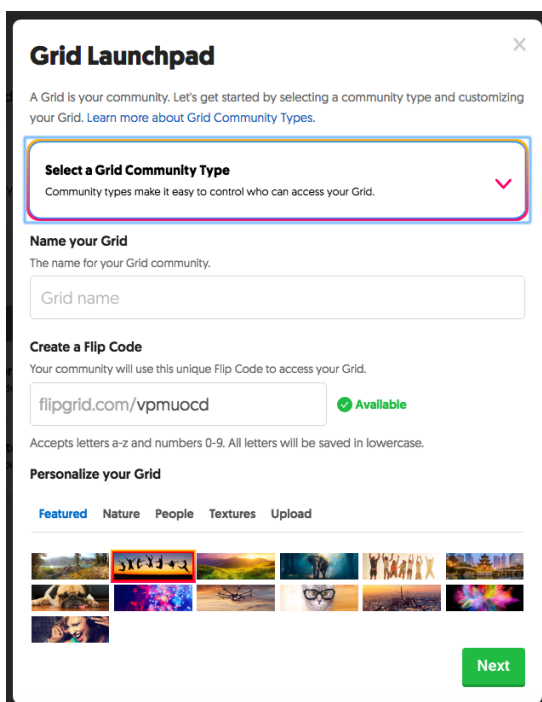 Grid Launchpad
A Grid is your community. Let's get started by selecting a community type and customizing
your Grid. Learn more about Grid Community Types.
Select a Grid Community Type
Community types make it easy to control who can access your Grid.
Name your Grid
The name for your Grid community.
Grid name
Create a Flip Code
Your community will use this unique Flip Code to access your Grid.
flipgrid.com/vpmuocd
Available
Accepts letters a-z and numbers 0-9. All letters will be saved in lowercase.
Personalize your Grid
Featured Nature People Textures Upload
Next